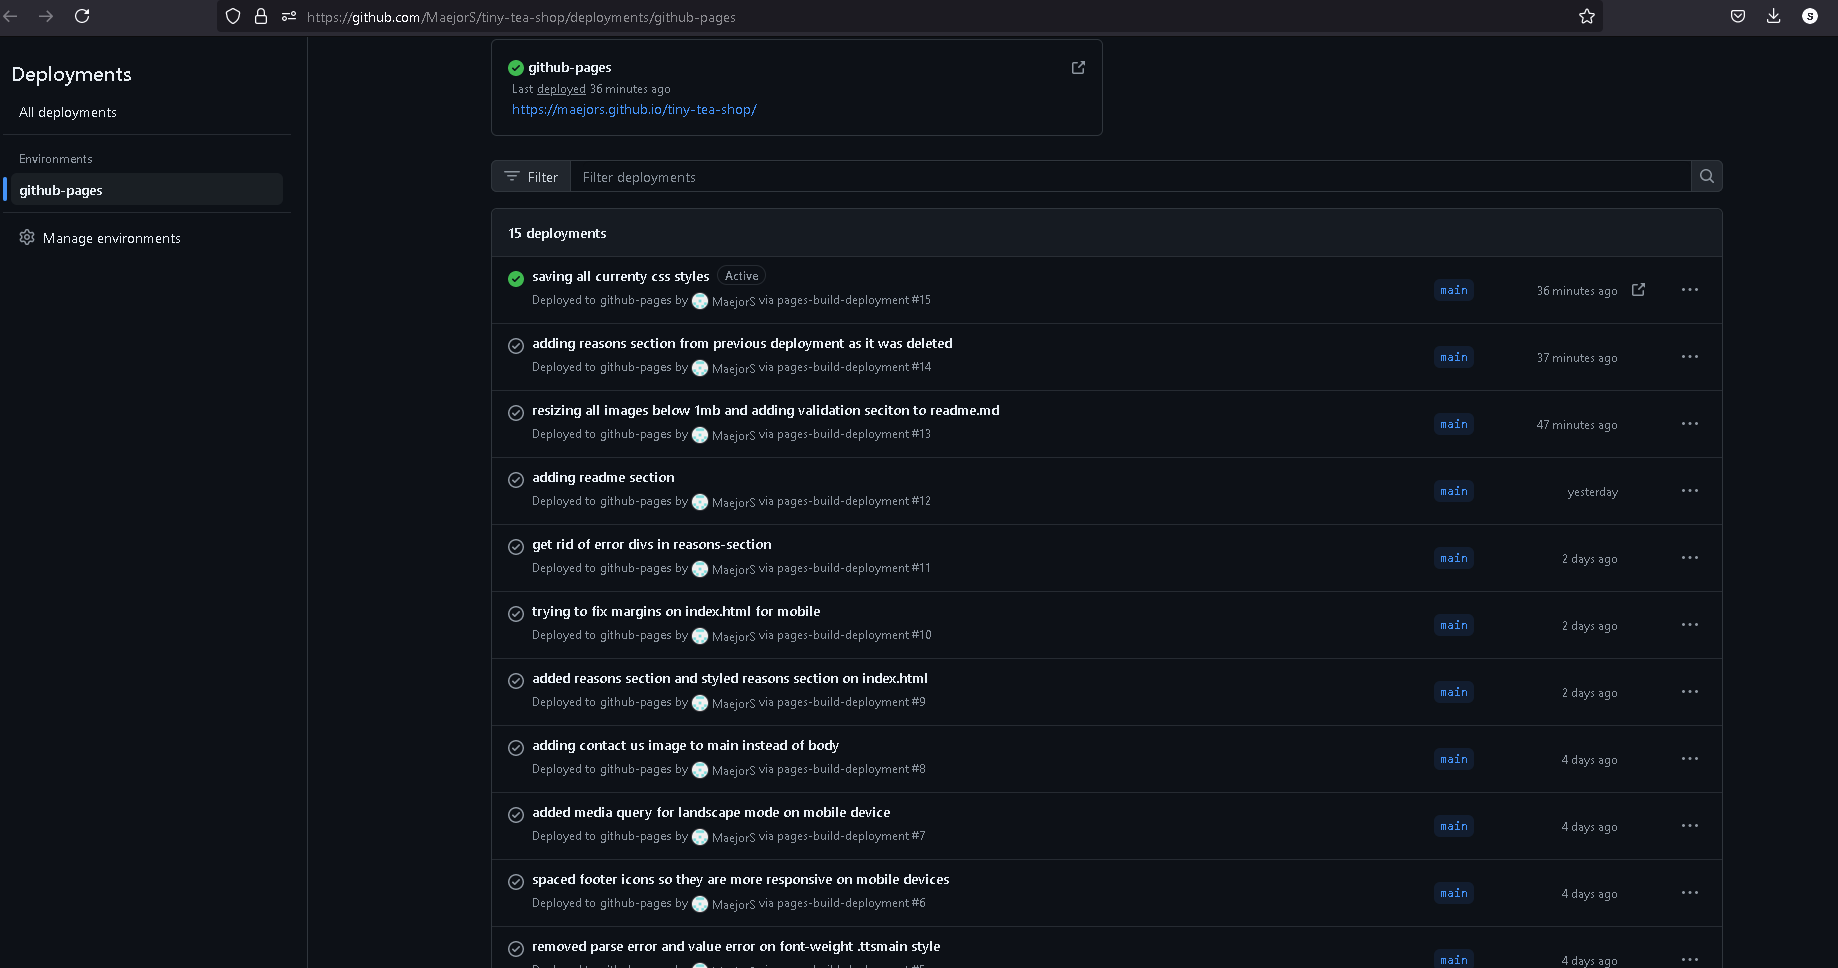 https://github.com/MaejorS/tiny-tea-shop/deployments/github-pages
S
Deployments
All deployments
Environments
github-pages
Manage environments
github-pages
Last deployed 36 minutes ago
https://maejors.github.io/tiny-tea-shop/
Filter Filter deployments
15 deployments
saving all currenty css styles Active
Deployed to github-pages by MaejorS via pages-build-deployment #15 main 36 minutes ago
adding reasons section from previous deployment as it was deleted
Deployed to github-pages by MaejorS via pages-build-deployment #14 main 37 minutes ago
resizing all images below 1mb and adding validation seciton to readme.md
Deployed to github-pages by MaejorS via pages-build-deployment #13 main 47 minutes ago
adding readme section
Deployed to github-pages by MaejorS via pages-build-deployment #12 main yesterday
get rid of error divs in reasons-section
Deployed to github-pages by MaejorS via pages-build-deployment #11 main 2 days ago
trying to fix margins on index.html for mobile
Deployed to github-pages by MaejorS via pages-build-deployment #10 main 2 days ago
added reasons section and styled reasons section on index.html
Deployed to github-pages by MaejorS via pages-build-deployment #9 main 2 days ago
adding contact us image to main instead of body
Deployed to github-pages by MaejorS via pages-build-deployment #8 main 4 days ago
added media query for landscape mode on mobile device
Deployed to github-pages by MaejorS via pages-build-deployment #7 main 4 days ago
spaced footer icons so they are more responsive on mobile devices
Deployed to github-pages by MaejorS via pages-build-deployment #6 main 4 days ago
removed parse error and value error on font-weight .ttsmain style
main 4 days ago